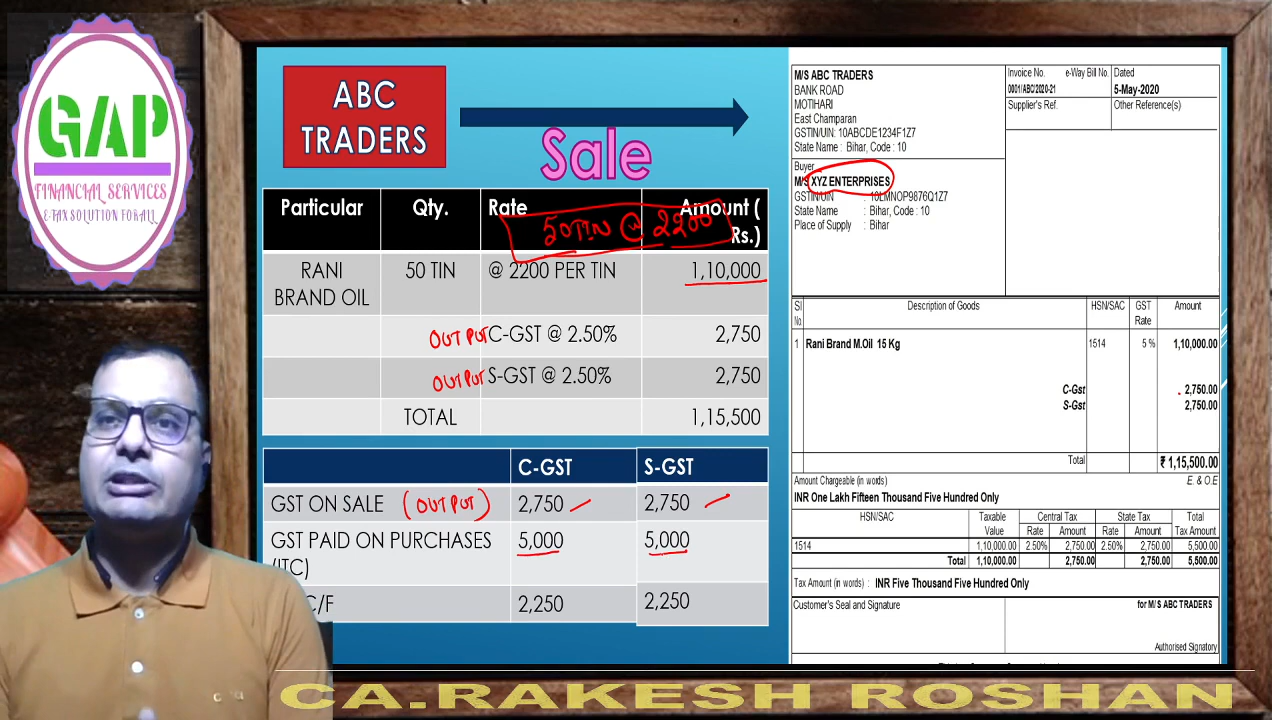 GAP
FINANCIAL SERVICES
E-TAX SOLUTION FOR ALL
ABC
TRADERS
Sale
Particular Qty. Rate Amount (
Rs.)
50TIN @ 2200
RANI
BRAND OIL 50 TIN @ 2200 PER TIN 1,10,000
OUTPUT C-GST @ 2.50% 2,750
OUTPUT S-GST @ 2.50% 2,750
TOTAL 1,15,500
C-GST S-GST
GST ON SALE (OUTPUT) 2,750 2,750
GST PAID ON PURCHASES
(ITC) 5,000 5,000
C/F 2,250 2,250
M/S ABC TRADERS
BANK ROAD
MOTIHARI
East Champaran
GSTIN/UIN: 10ABCDE1234F1Z7
State Name : Bihar, Code : 10
Invoice No. e-Way Bill No. Dated
0001/ABC/2020-21 5-May-2020
Supplier's Ref. Other Reference(s)
Buyer
M/S XYZ ENTERPRISES
GSTIN/UIN : 10LMNOP9876Q1Z7
State Name : Bihar, Code : 10
Place of Supply : Bihar
Sl
No. Description of Goods HSN/SAC GST
Rate Amount
1 Rani Brand M.Oil 15 Kg 1514 5 % 1,10,000.00
C-Gst 2,750.00
S-Gst 2,750.00
Total ₹ 1,15,500.00
Amount Chargeable (in words) E. & O.E
INR One Lakh Fifteen Thousand Five Hundred Only
HSN/SAC Taxable
Value Central Tax State Tax Total
Tax Amount
Rate Amount Rate Amount
1514 1,10,000.00 2.50% 2,750.00 2.50% 2,750.00 5,500.00
Total 1,10,000.00 2,750.00 2,750.00 5,500.00
Tax Amount (in words) : INR Five Thousand Five Hundred Only
Customer's Seal and Signature for M/S ABC TRADERS
Authorised Signatory
CA.RAKESH ROSHAN